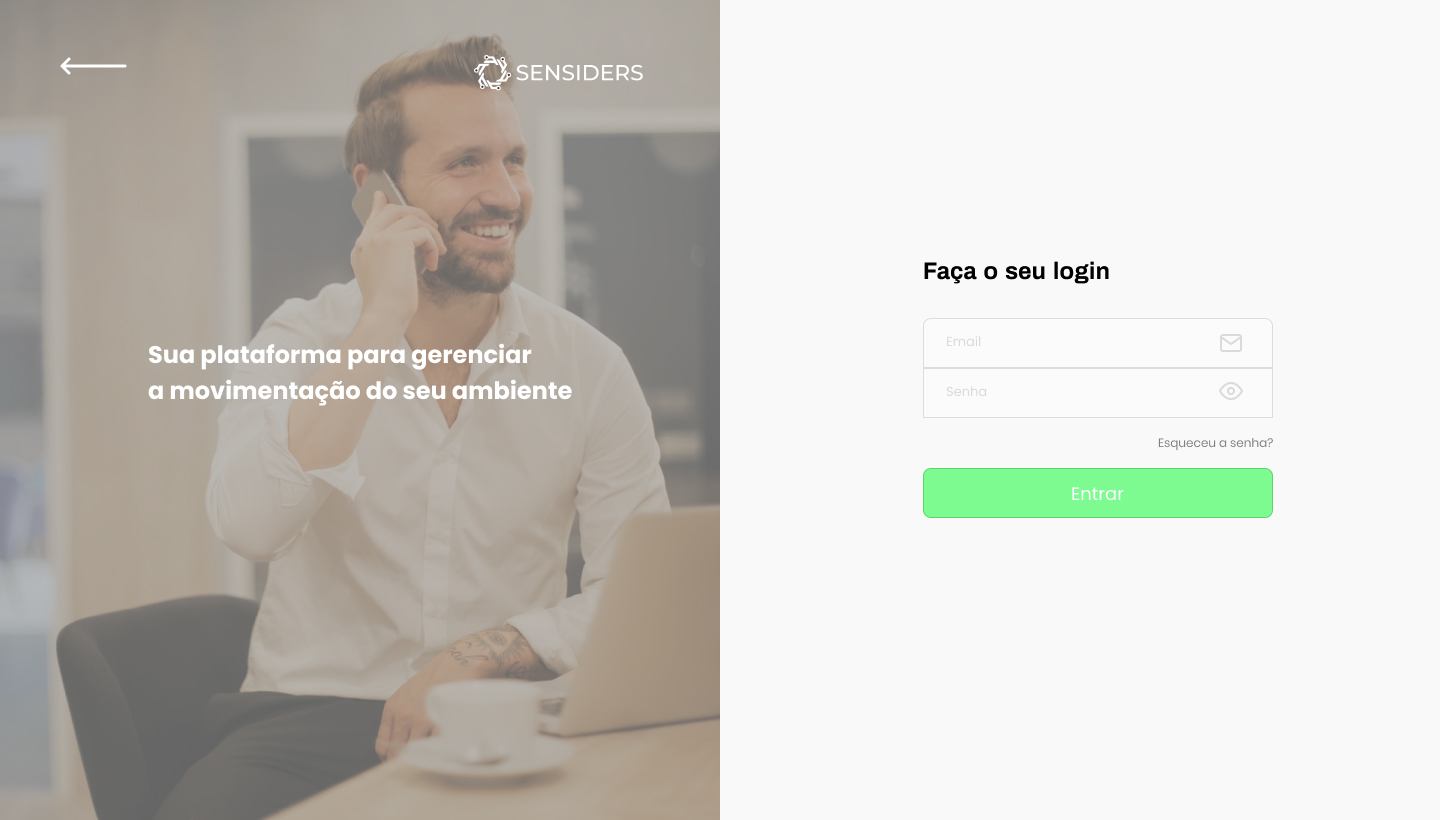 SENSIDERS
Sua plataforma para gerenciar
a movimentação do seu ambiente
Faça o seu login
Email
Senha
Esqueceu a senha?
Entrar